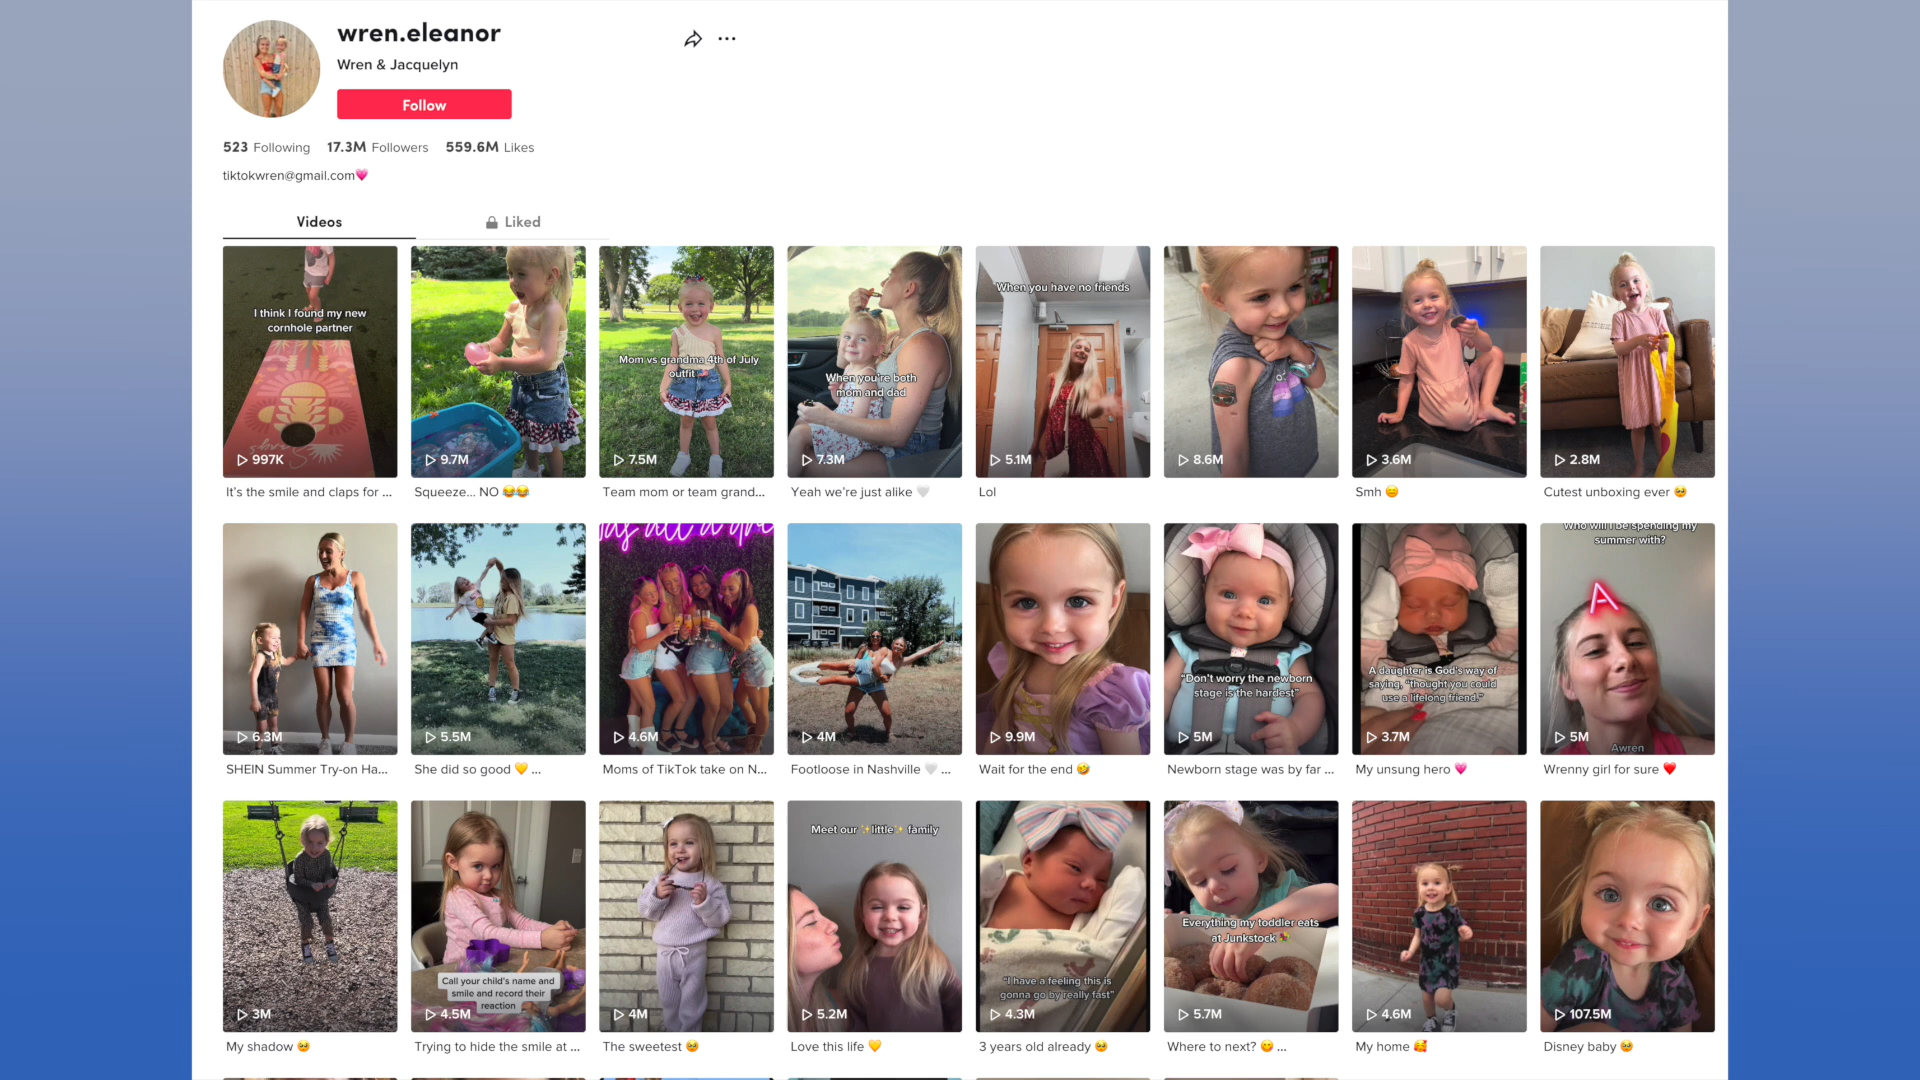 wren.eleanor
Wren & Jacquelyn
Follow
523 Following 17.3M Followers 559.6M Likes
tiktokwren@gmail.com💗
Videos
Liked
I think I found my new
cornhole partner
997K
9.7M
Mom vs grandma 4th of July
outfit
7.5M
When you're both
mom and dad
7.3M
When you have no friends
5.1M
8.6M
3.6M
2.8M
It's the smile and claps for ...
Squeeze... NO 😂😂
Team mom or team grand...
Yeah we're just alike 🤍
Lol
Smh 😑
Cutest unboxing ever 🥹
6.3M
5.5M
4.6M
4M
9.9M
"Don't worry the newborn
stage is the hardest"
5M
A daughter is God's way of
saying, "thought you could
use a lifelong friend."
3.7M
Who will I be spending my
summer with?
A
Awren
5M
SHEIN Summer Try-on Ha...
She did so good 💛 ...
Moms of TikTok take on N...
Footloose in Nashville 🤍 ...
Wait for the end 🤣
Newborn stage was by far ...
My unsung hero 💗
Wrenny girl for sure ❤️
3M
Call your child's name and
smile and record their
reaction
4.5M
4M
Meet our ✨little✨ family
5.2M
"I have a feeling this is
gonna go by really fast"
4.3M
Everything my toddler eats
at Junkstock
5.7M
4.6M
107.5M
My shadow 🥹
Trying to hide the smile at ...
The sweetest 🥹
Love this life 💛
3 years old already 🥹
Where to next? 😋 ...
My home 🥰
Disney baby 🥹